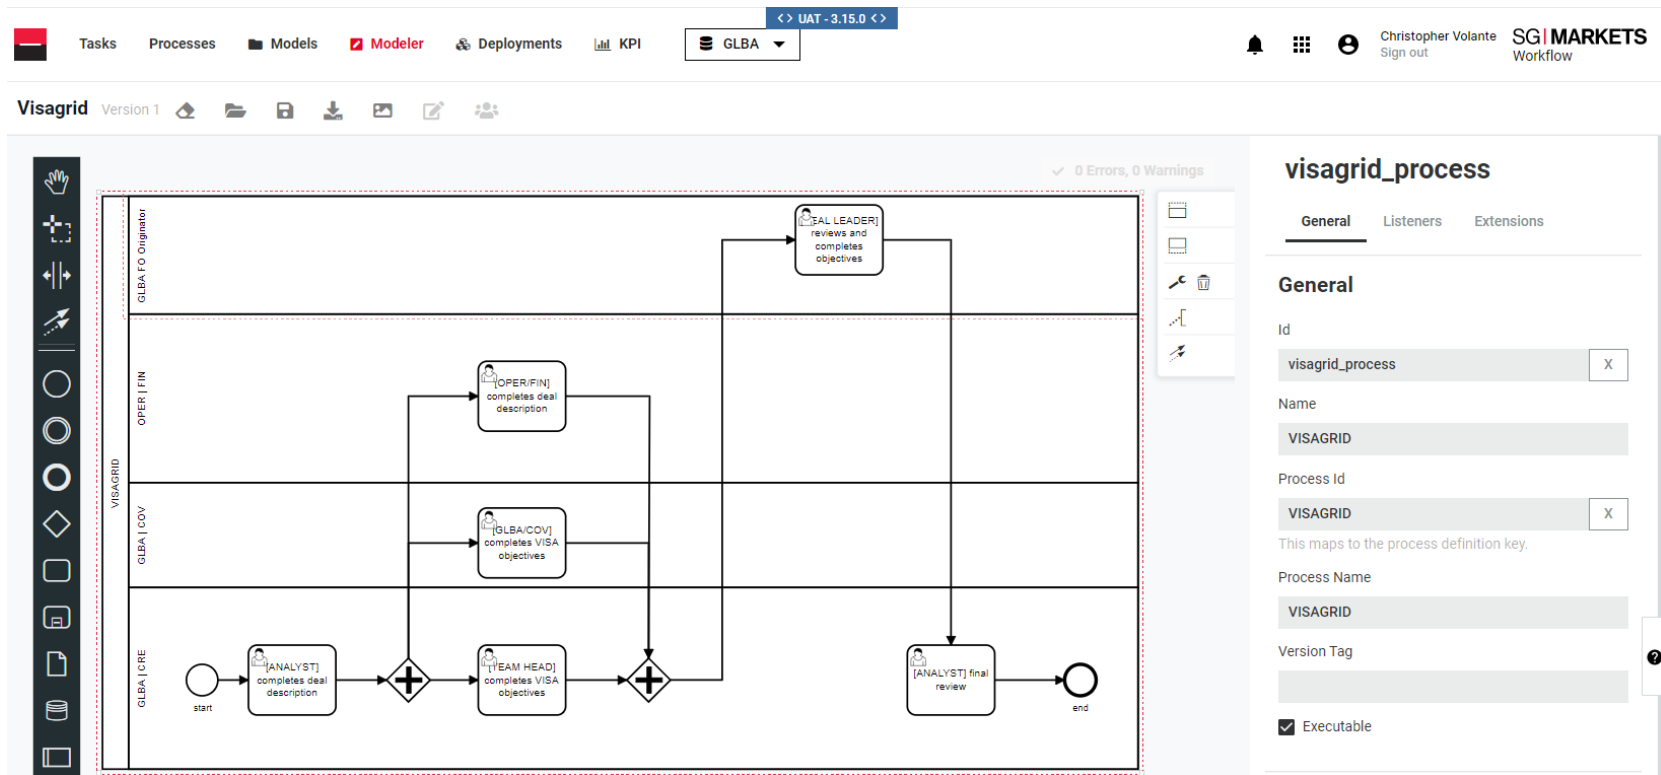 <> UAT - 3.15.0 <>
Tasks Processes Models Modeler Deployments KPI GLBA
Christopher Volante
Sign out
SG|MARKETS
Workflow
Visagrid Version 1
0 Errors, 0 Warnings
VISAGRID
GLBA FO Originator
EAL LEADER]
reviews and
completes
objectives
OPER | FIN
[OPER/FIN]
completes deal
description
GLBA | COV
[GLBA/COV]
completes VISA
objectives
GLBA | CRE
start
[ANALYST]
completes deal
description
EAM HEAD]
completes VISA
objectives
[ANALYST] final
review
end
visagrid_process
General Listeners Extensions
General
Id
visagrid_process X
Name
VISAGRID
Process Id
VISAGRID X
This maps to the process definition key.
Process Name
VISAGRID
Version Tag
Executable
?